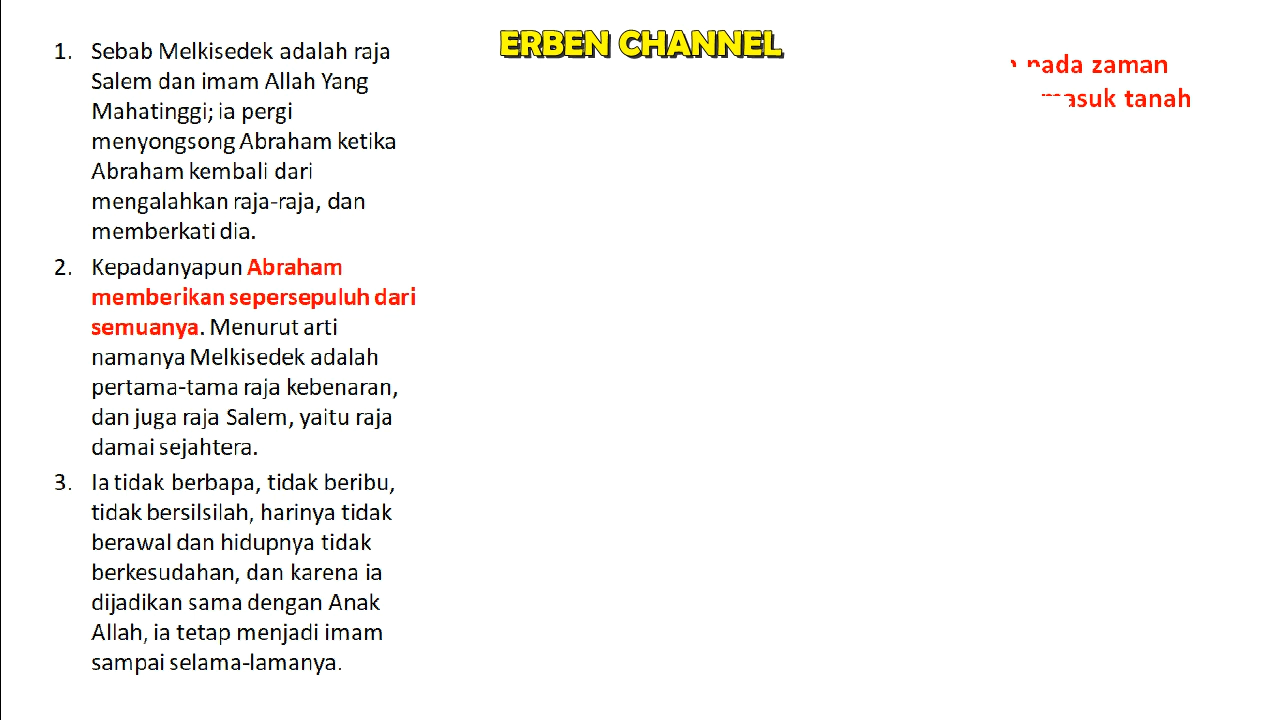 ERBEN CHANNEL
1. Sebab Melkisedek adalah raja
Salem dan imam Allah Yang
Mahatinggi; ia pergi
menyongsong Abraham ketika
Abraham kembali dari
mengalahkan raja-raja, dan
memberkati dia.
2. Kepadanyapun Abraham
memberikan sepersepuluh dari
semuanya. Menurut arti
namanya Melkisedek adalah
pertama-tama raja kebenaran,
dan juga raja Salem, yaitu raja
damai sejahtera.
3. Ia tidak berbapa, tidak beribu,
tidak bersilsilah, harinya tidak
berawal dan hidupnya tidak
berkesudahan, dan karena ia
dijadikan sama dengan Anak
Allah, ia tetap menjadi imam
sampai selama-lamanya.
pada zaman
masuk tanah